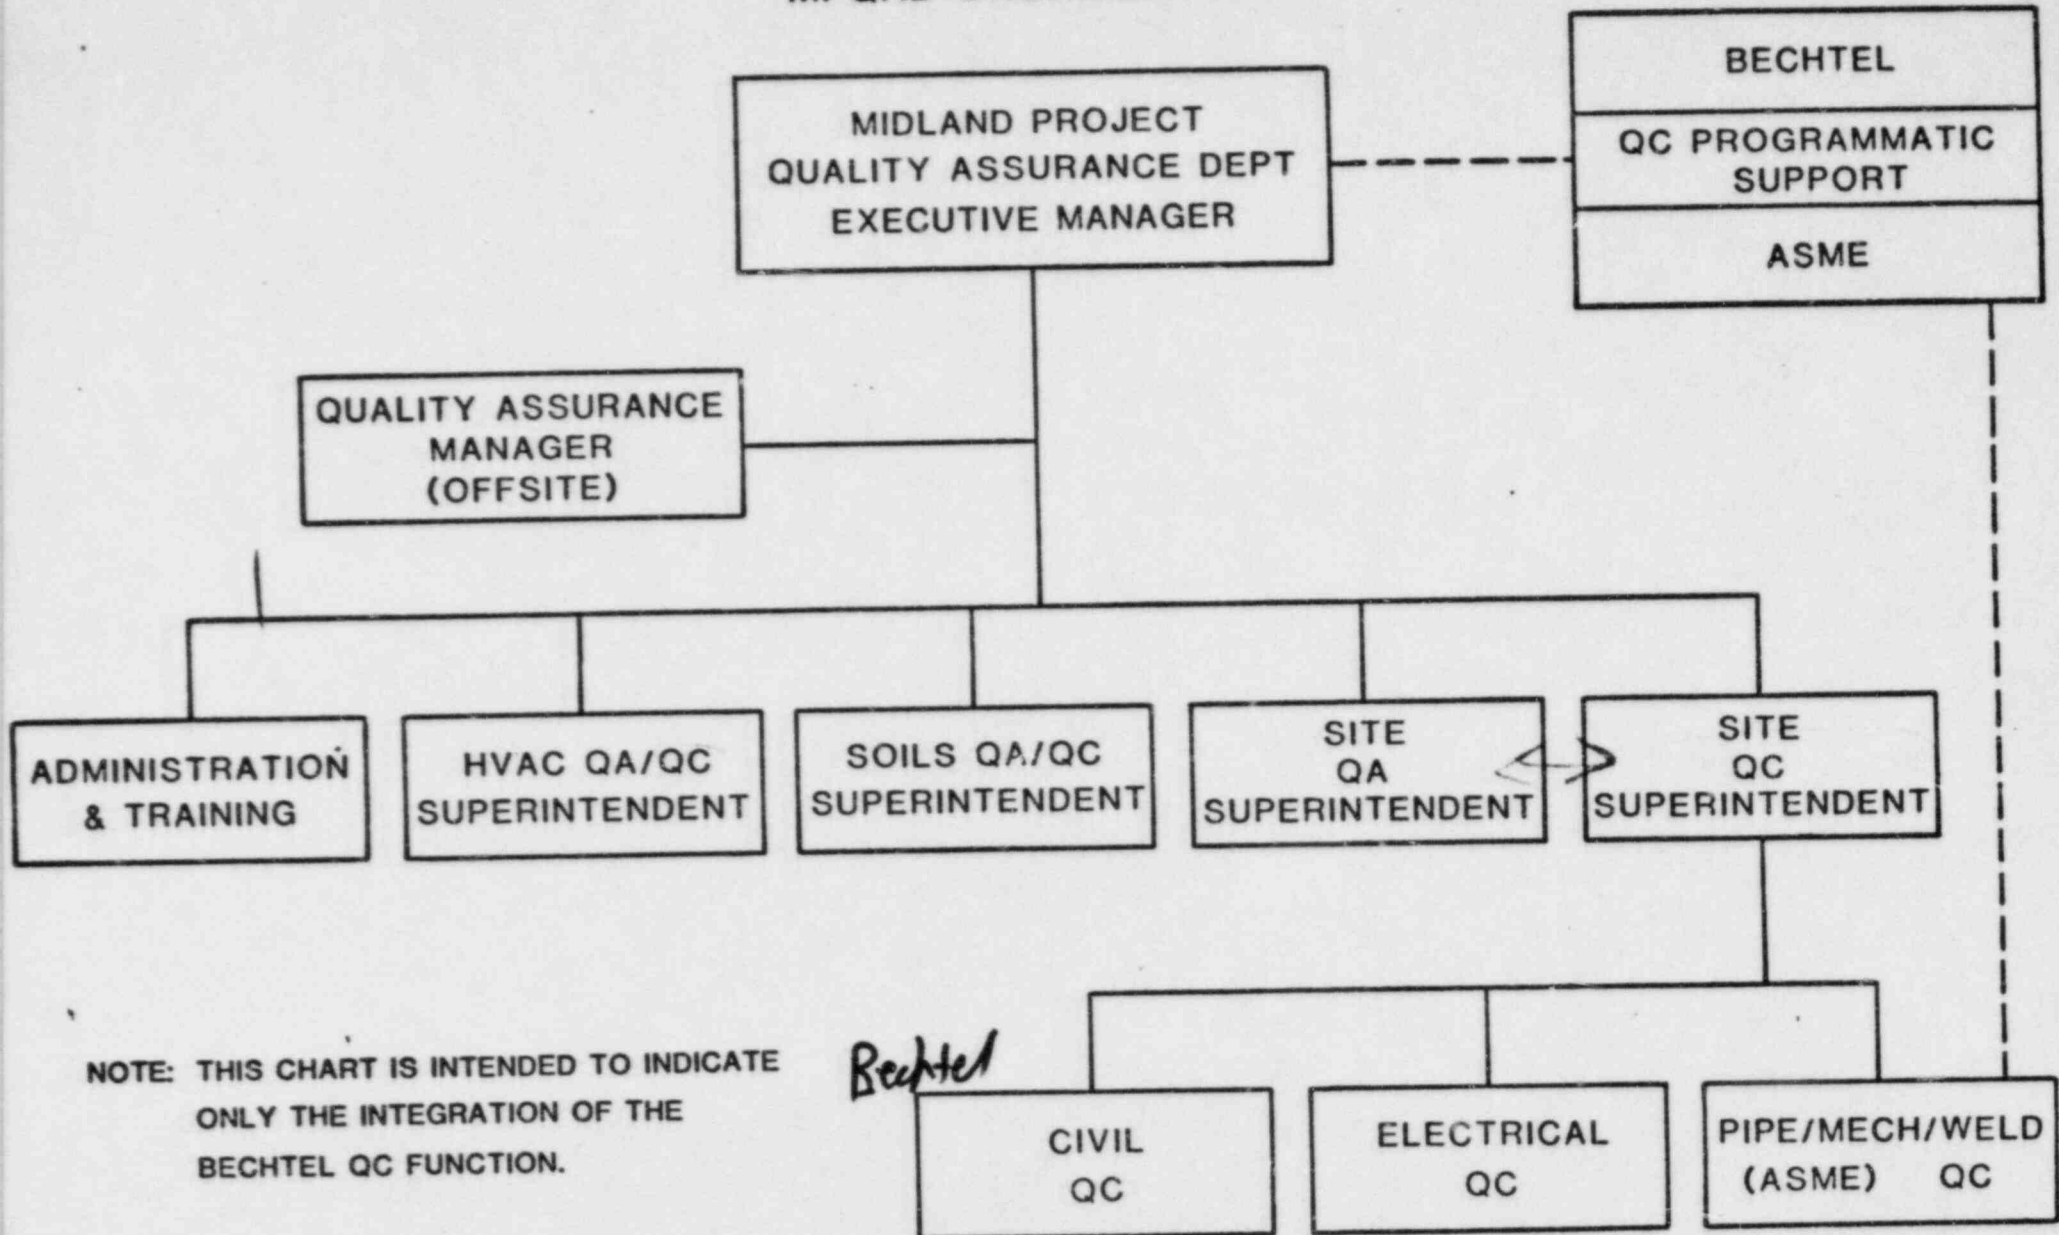 BECHTEL
QC PROGRAMMATIC
SUPPORT
ASME
MIDLAND PROJECT
QUALITY ASSURANCE DEPT
EXECUTIVE MANAGER
QUALITY ASSURANCE
MANAGER
(OFFSITE)
ADMINISTRATION
& TRAINING
HVAC QA/QC
SUPERINTENDENT
SOILS QA/QC
SUPERINTENDENT
SITE
QA
SUPERINTENDENT
SITE
QC
SUPERINTENDENT
NOTE: THIS CHART IS INTENDED TO INDICATE
ONLY THE INTEGRATION OF THE
BECHTEL QC FUNCTION.
Bechtel
CIVIL
QC
ELECTRICAL
QC
PIPE/MECH/WELD
(ASME) QC